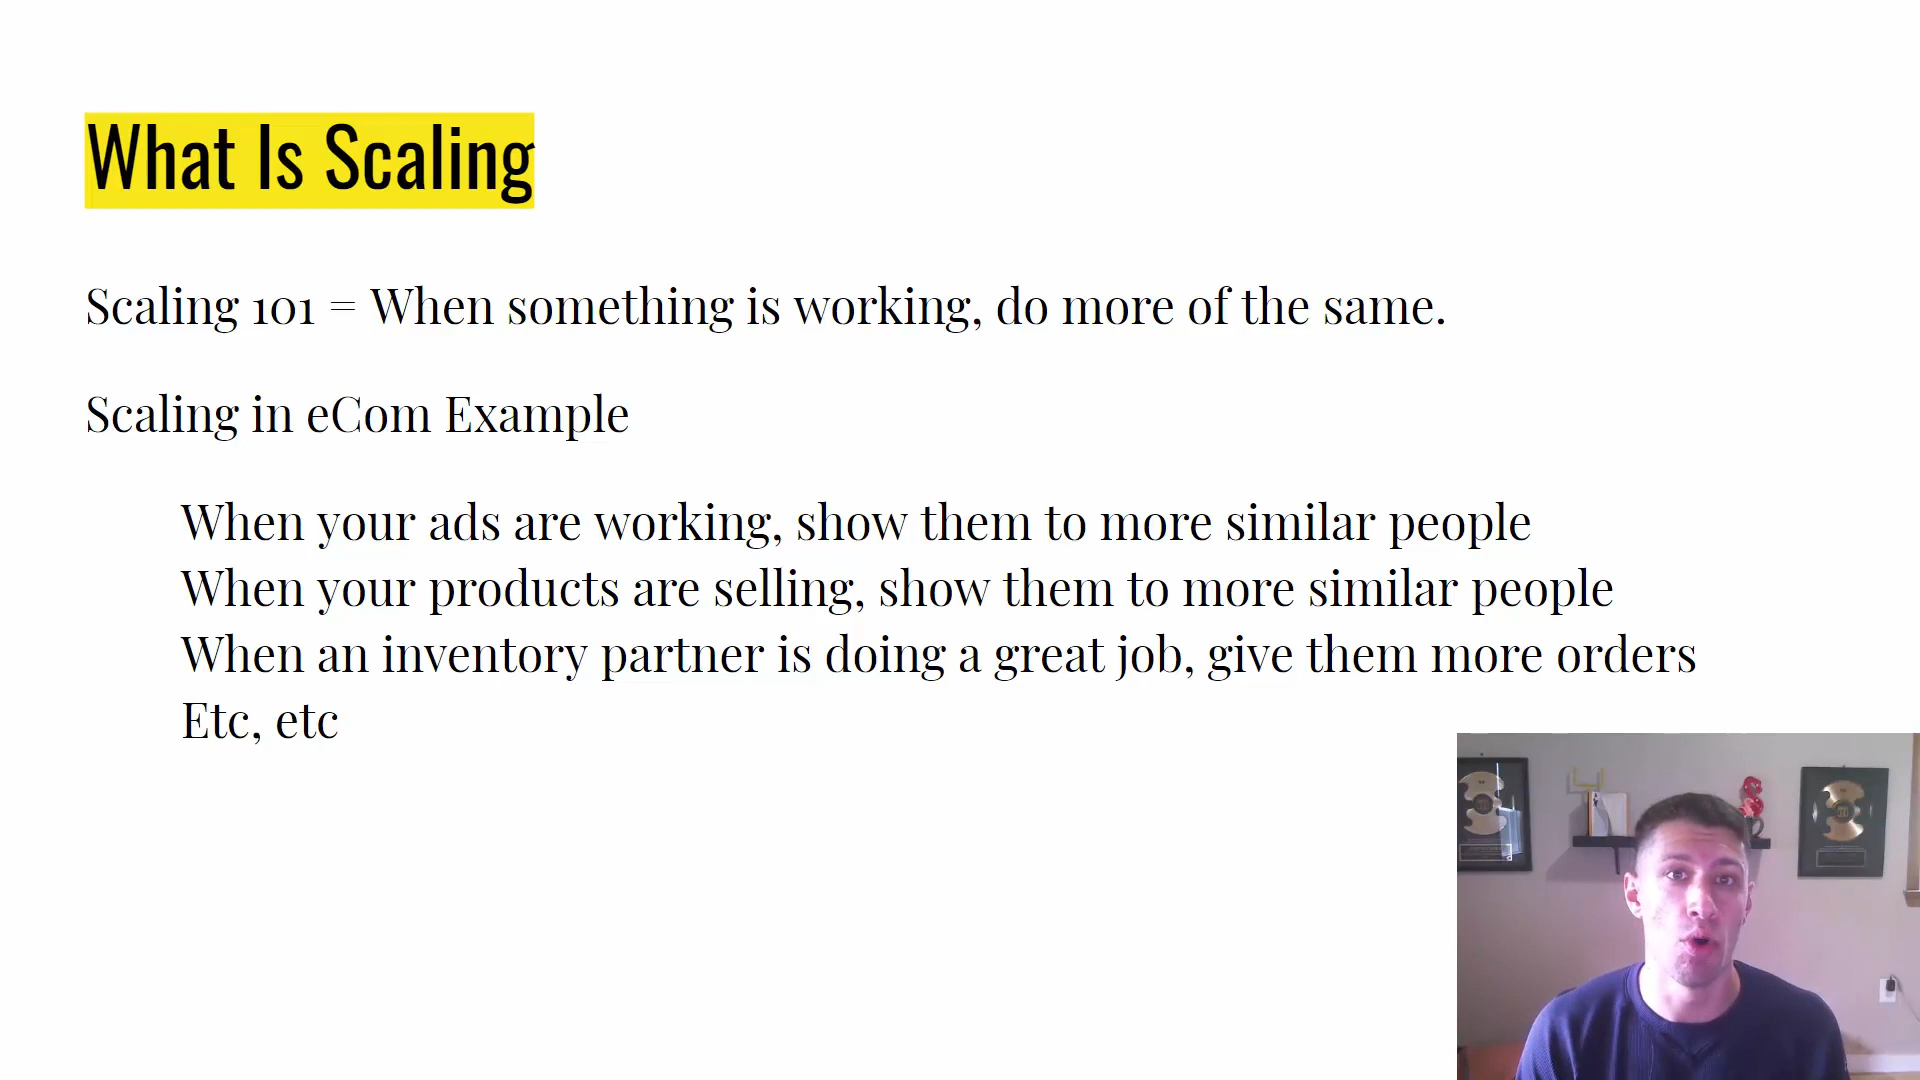 What Is Scaling
Scaling 101 = When something is working, do more of the same.
Scaling in eCom Example
When your ads are working, show them to more similar people
When your products are selling, show them to more similar people
When an inventory partner is doing a great job, give them more orders
Etc, etc